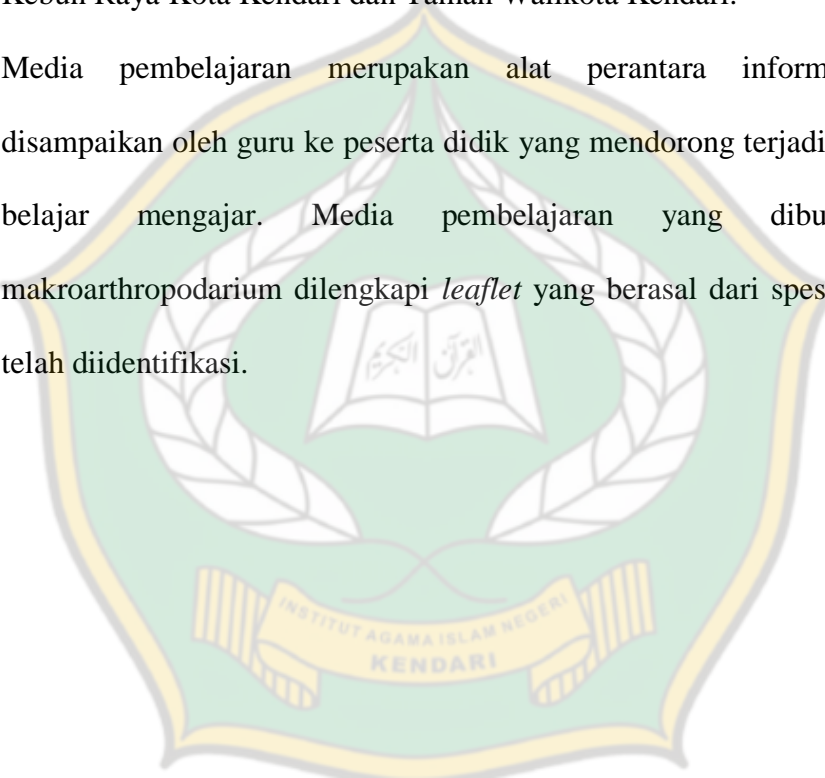 Kebun Raya Kota Kendari dan Taman Walikota Kendari.
Media pembelajaran merupakan alat perantara inform
disampaikan oleh guru ke peserta didik yang mendorong terjadi
belajar mengajar. Media pembelajaran yang dibu
makroarthropodarium dilengkapi leaflet yang berasal dari spes
telah diidentifikasi.
القرآن الكريم
INSTITUT AGAMA ISLAM NEGERI
KENDARI